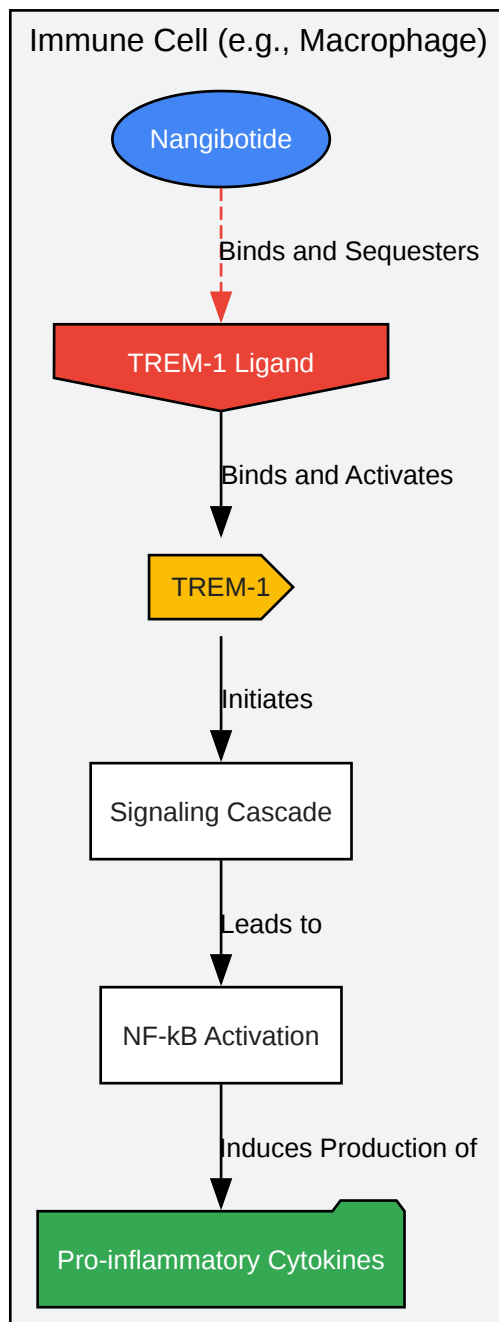 Immune Cell (e.g., Macrophage)
Nangibotide
Binds and Sequesters
TREM-1 Ligand
Binds and Activates
TREM-1
Initiates
Signaling Cascade
Leads to
NF-kB Activation
Induces Production of
Pro-inflammatory Cytokines